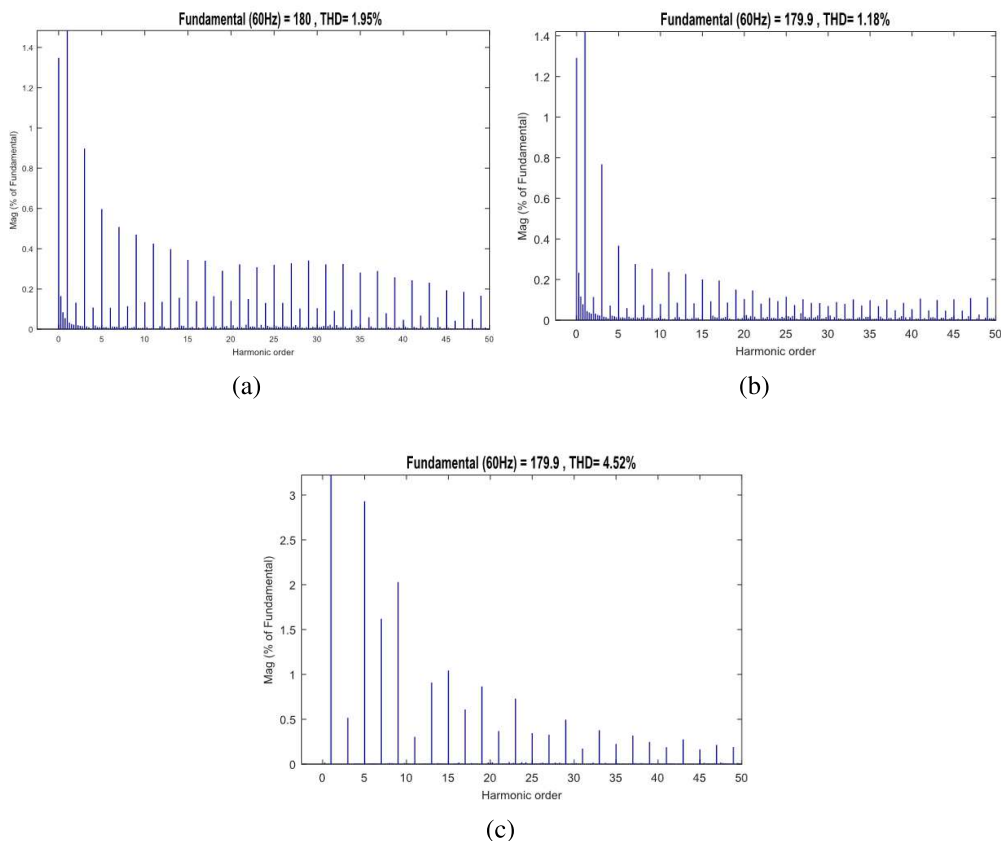 Fundamental (60Hz) = 180 , THD= 1.95%
1.4
1.2
1
0.8
0.6
0.4
0.2
0
Mag (% of Fundamental)
0 5 10 15 20 25 30 35 40 45 50
Harmonic order
(a)
Fundamental (60Hz) = 179.9 , THD= 1.18%
1.4
1.2
1
0.8
0.6
0.4
0.2
0
Mag (% of Fundamental)
0 5 10 15 20 25 30 35 40 45 50
Harmonic order
(b)
Fundamental (60Hz) = 179.9 , THD= 4.52%
3
2.5
2
1.5
1
0.5
0
Mag (% of Fundamental)
0 5 10 15 20 25 30 35 40 45 50
Harmonic order
(c)